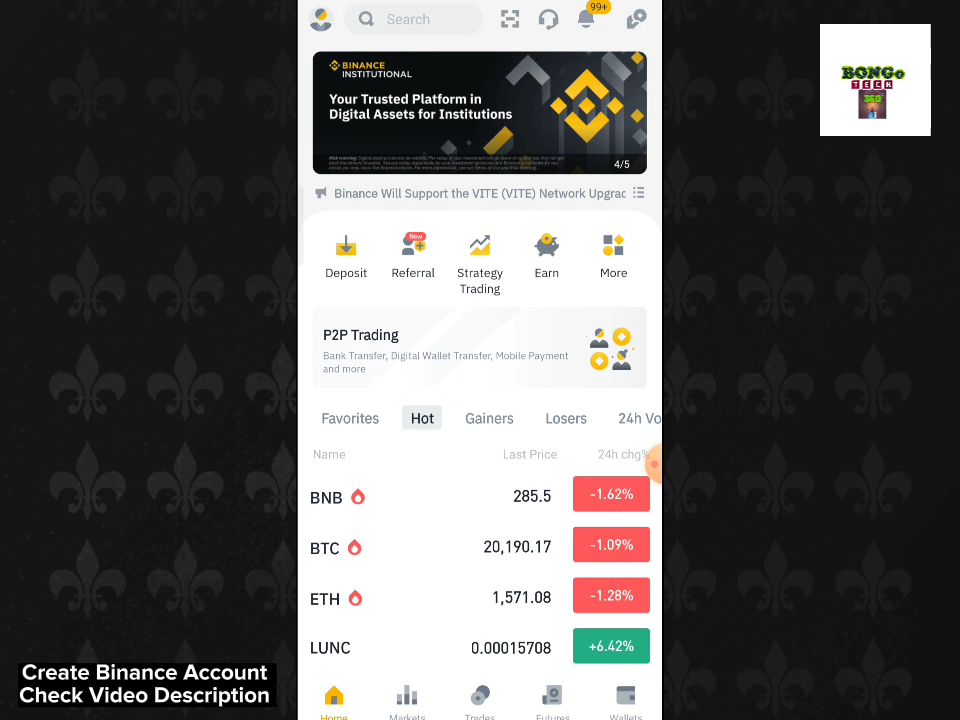 99+
Search
BINANCE
INSTITUTIONAL
Your Trusted Platform in
Digital Assets for Institutions
4/5
Binance Will Support the VITE (VITE) Network Upgrad
New
Deposit
Referral
Strategy
Trading
Earn
More
P2P Trading
Bank Transfer, Digital Wallet Transfer, Mobile Payment
and more
Favorites Hot Gainers Losers 24h Vo
Name Last Price 24h chg%
BNB 285.5 -1.62%
BTC 20,190.17 -1.09%
ETH 1,571.08 -1.28%
LUNC 0.00015708 +6.42%
Home Markets Trades Futures Wallets
BONGO
TECH
360
Create Binance Account
Check Video Description